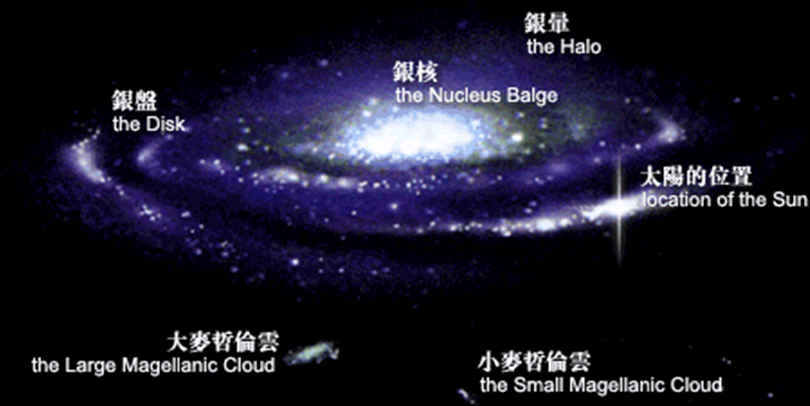 銀暈
the Halo
銀核
the Nucleus Balge
銀盤
the Disk
太陽的位置
location of the Sun
大麥哲倫雲
the Large Magellanic Cloud
小麥哲倫雲
the Small Magellanic Cloud